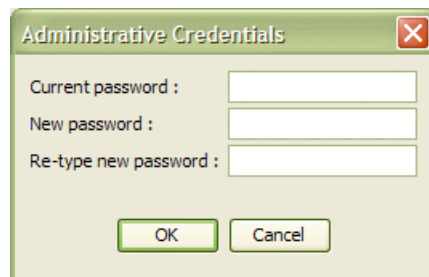 Administrative Credentials
Current password :
New password :
Re-type new password :
OK Cancel